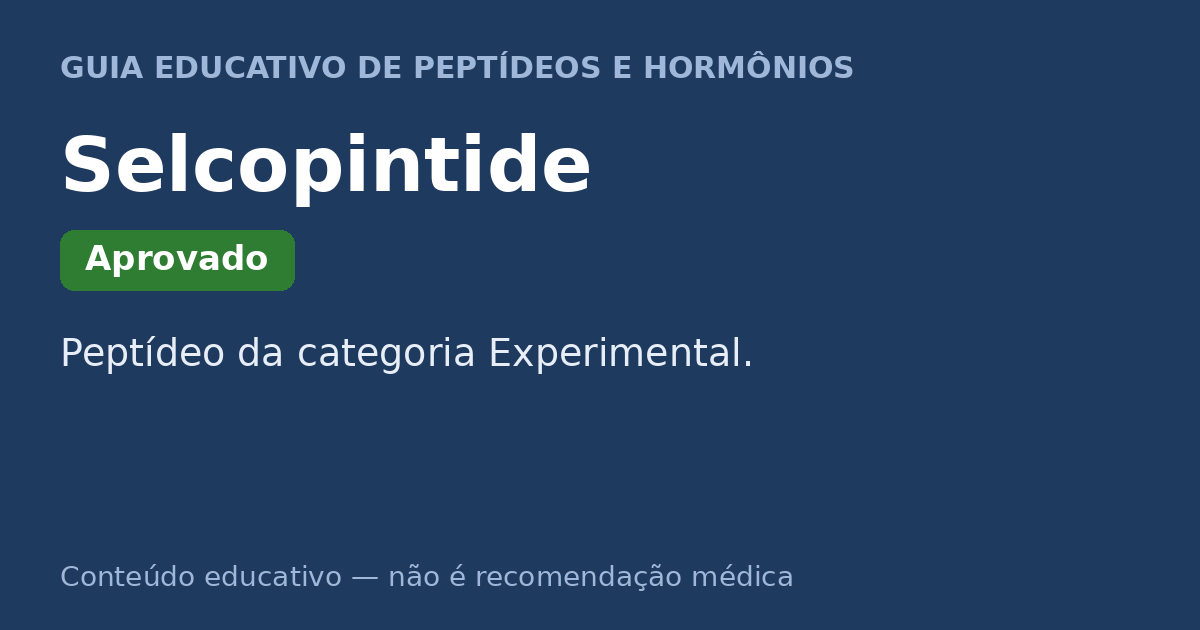 GUIA EDUCATIVO DE PEPTÍDEOS E HORMÔNIOS
Selcopintide
Aprovado
Peptídeo da categoria Experimental.
Conteúdo educativo — não é recomendação médica